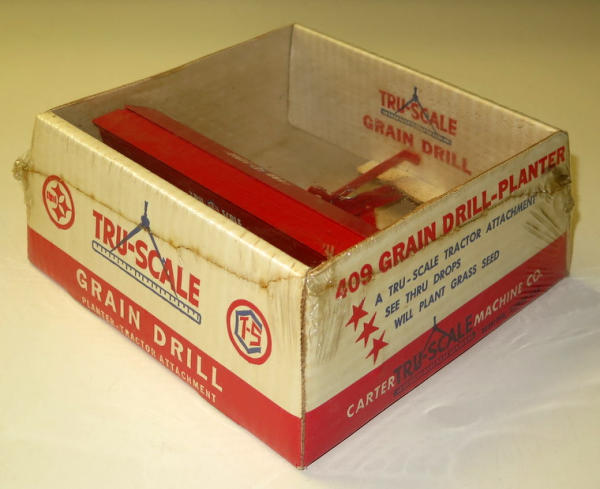 TRU-SCALE
GRAIN DRILL
TRU-SCALE
GRAIN DRILL
PLANTER-TRACTOR ATTACHMENT
T-S
409 GRAIN DRILL-PLANTER
A TRU-SCALE TRACTOR ATTACHMENT
SEE THRU DROPS
WILL PLANT GRASS SEED
CARTER TRU-SCALE MACHINE CO.